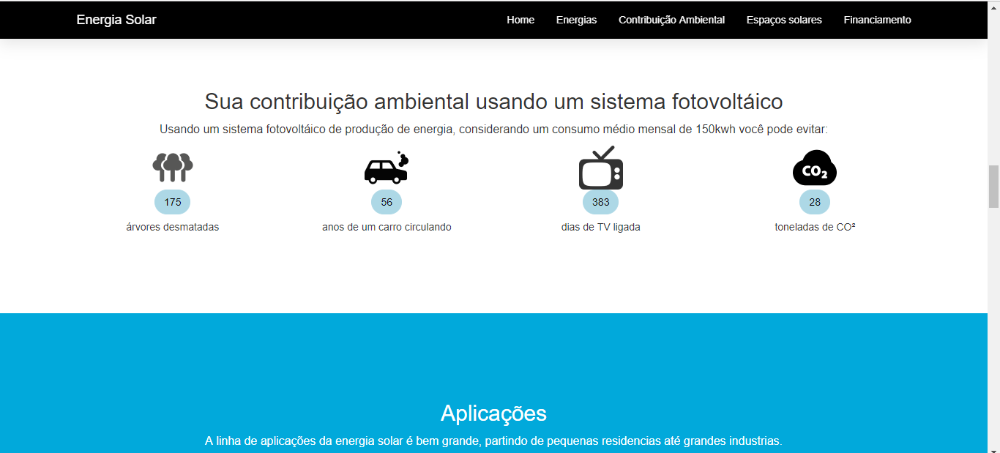 Energia Solar
Home
Energias
Contribuição Ambiental
Espaços solares
Financiamento
Sua contribuição ambiental usando um sistema fotovoltáico
Usando um sistema fotovoltáico de produção de energia, considerando um consumo médio mensal de 150kwh você pode evitar:
CO2
175
56
383
28
árvores desmatadas
anos de um carro circulando
dias de TV ligada
toneladas de CO²
Aplicações
A linha de aplicações da energia solar é bem grande, partindo de pequenas residencias até grandes industrias.